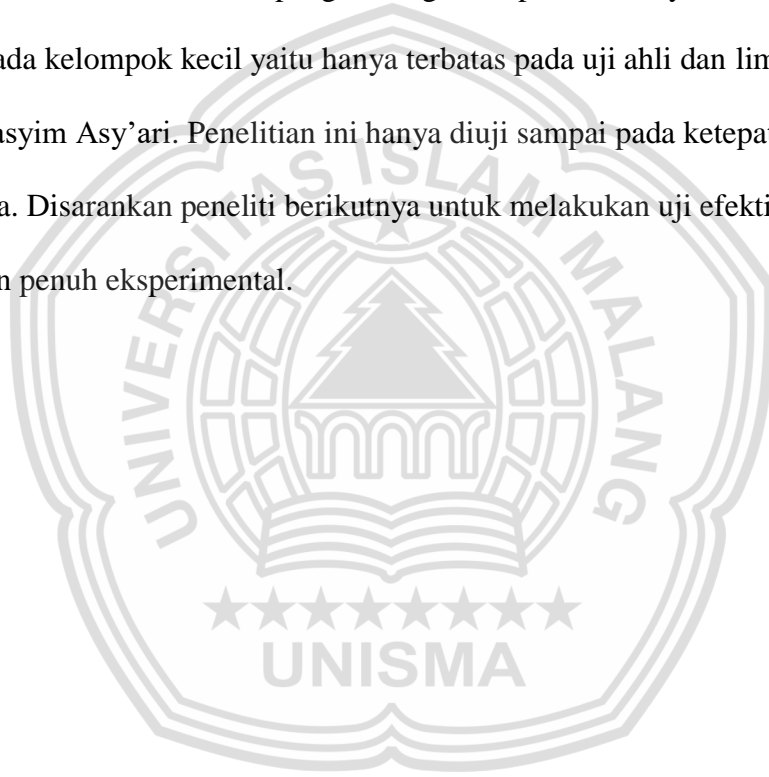 ada kelompok kecil yaitu hanya terbatas pada uji ahli dan lim
asyim Asy’ari. Penelitian ini hanya diuji sampai pada ketepat
a. Disarankan peneliti berikutnya untuk melakukan uji efekti
n penuh eksperimental.
UNIVERSITAS ISLAM MALANG
UNISMA